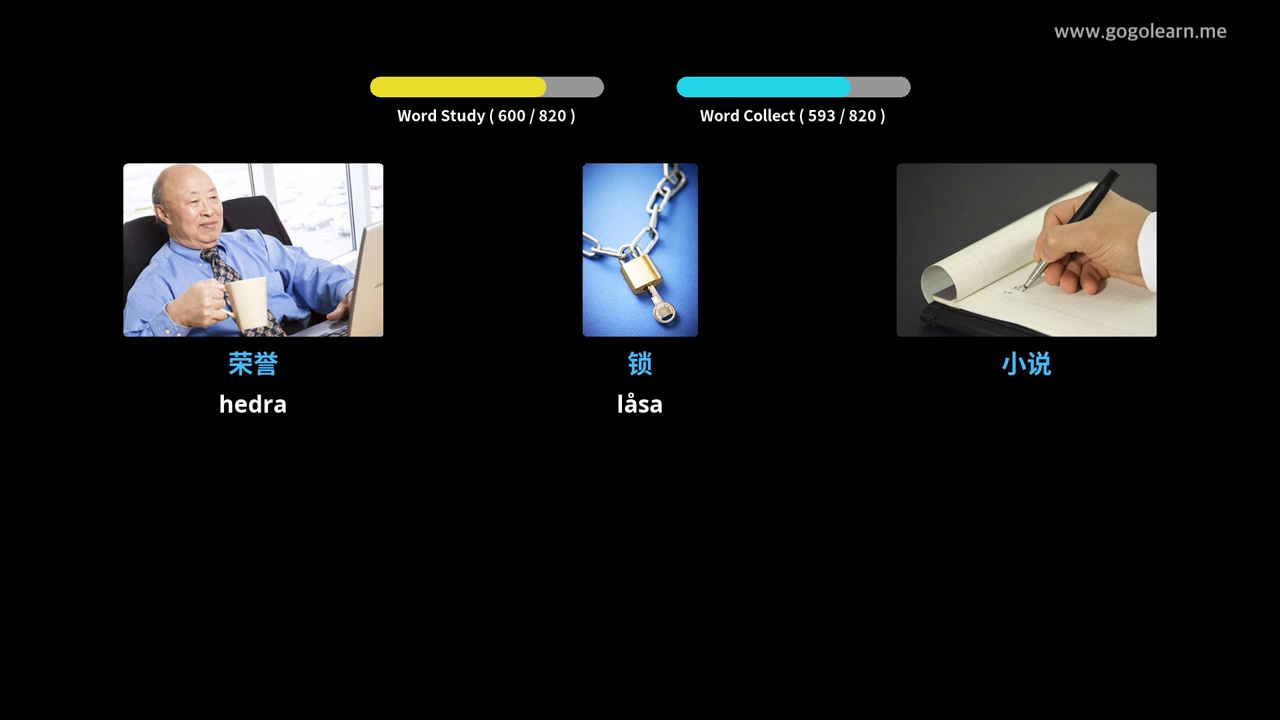 www.gogolearn.me
Word Study ( 600 / 820 )
Word Collect ( 593 / 820 )
荣誉
锁
小说
hedra
låsa